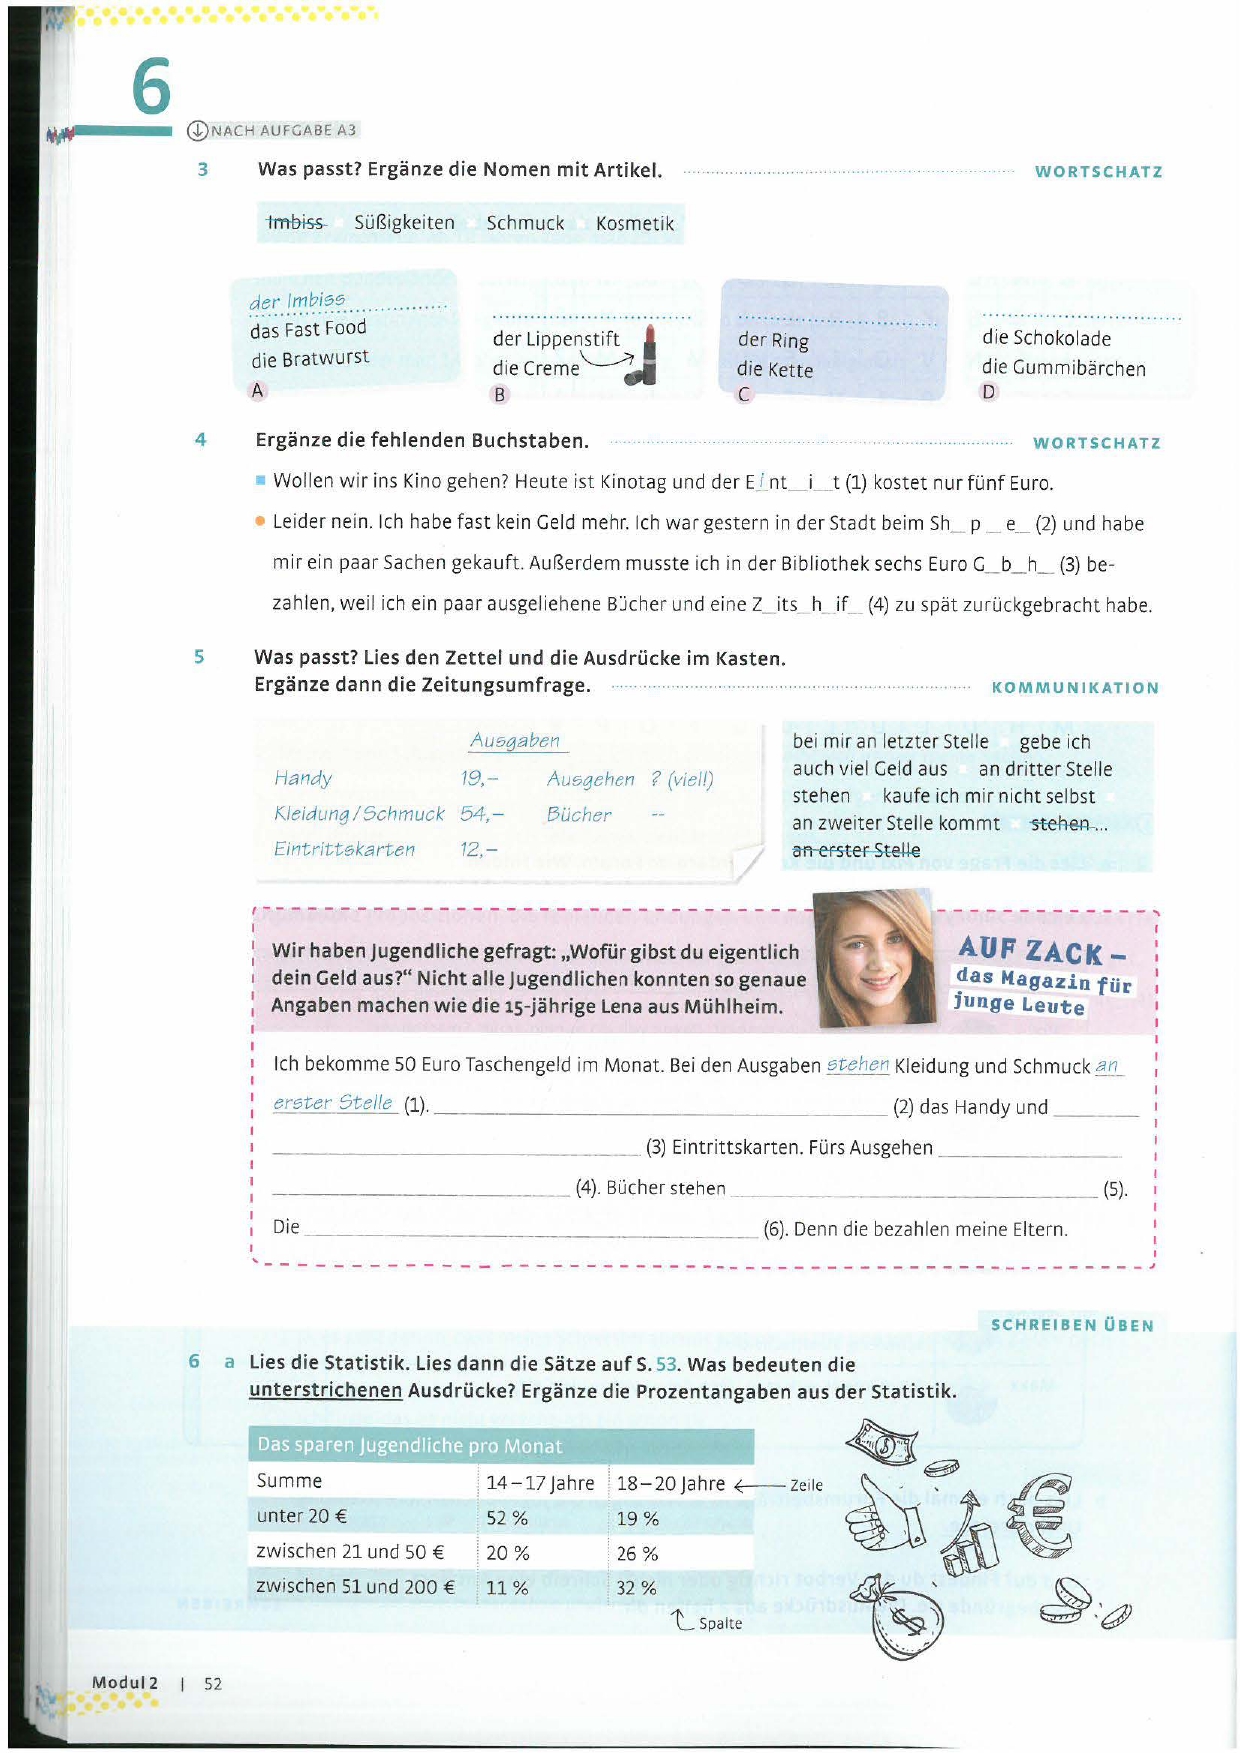 6
NACH AUFGABE A3
3 Was passt? Ergänze die Nomen mit Artikel. WORTSCHATZ
Imbiss Süßigkeiten Schmuck Kosmetik
der Imbiss
das Fast Food
die Bratwurst
A
der Lippenstift
die Creme
B
der Ring
die Kette
C
die Schokolade
die Gummibärchen
D
4 Ergänze die fehlenden Buchstaben. WORTSCHATZ
Wollen wir ins Kino gehen? Heute ist Kinotag und der Eint__i__t (1) kostet nur fünf Euro.
Leider nein. Ich habe fast kein Geld mehr. Ich war gestern in der Stadt beim Sh_ p _ e_ (2) und habe
mir ein paar Sachen gekauft. Außerdem musste ich in der Bibliothek sechs Euro G_b_h_ (3) be-
zahlen, weil ich ein paar ausgeliehene Bücher und eine Z_its_h_if_ (4) zu spät zurückgebracht habe.
5 Was passt? Lies den Zettel und die Ausdrücke im Kasten.
Ergänze dann die Zeitungsumfrage. KOMMUNIKATION
Ausgaben
Handy 19,– Ausgehen ? (viel!)
Kleidung/Schmuck 54,– Bücher --
Eintrittskarten 12,–
bei mir an letzter Stelle gebe ich
auch viel Geld aus an dritter Stelle
stehen kaufe ich mir nicht selbst
an zweiter Stelle kommt stehen ...
an erster Stelle
Wir haben Jugendliche gefragt: „Wofür gibst du eigentlich
dein Geld aus?“ Nicht alle Jugendlichen konnten so genaue
Angaben machen wie die 15-jährige Lena aus Mühlheim.
AUF ZACK –
das Magazin für
junge Leute
Ich bekomme 50 Euro Taschengeld im Monat. Bei den Ausgaben stehen Kleidung und Schmuck an
erster Stelle (1). ____ (2) das Handy und ____
____ (3) Eintrittskarten. Fürs Ausgehen ____
____ (4). Bücher stehen ____ (5).
Die ____ (6). Denn die bezahlen meine Eltern.
SCHREIBEN ÜBEN
6 a Lies die Statistik. Lies dann die Sätze auf S. 53. Was bedeuten die
unterstrichenen Ausdrücke? Ergänze die Prozentangaben aus der Statistik.
Das sparen Jugendliche pro Monat
Summe 14–17 Jahre 18–20 Jahre ← Zeile
unter 20 € 52 % 19 %
zwischen 21 und 50 € 20 % 26 %
zwischen 51 und 200 € 11 % 32 %
Spalte
Modul 2 | 52